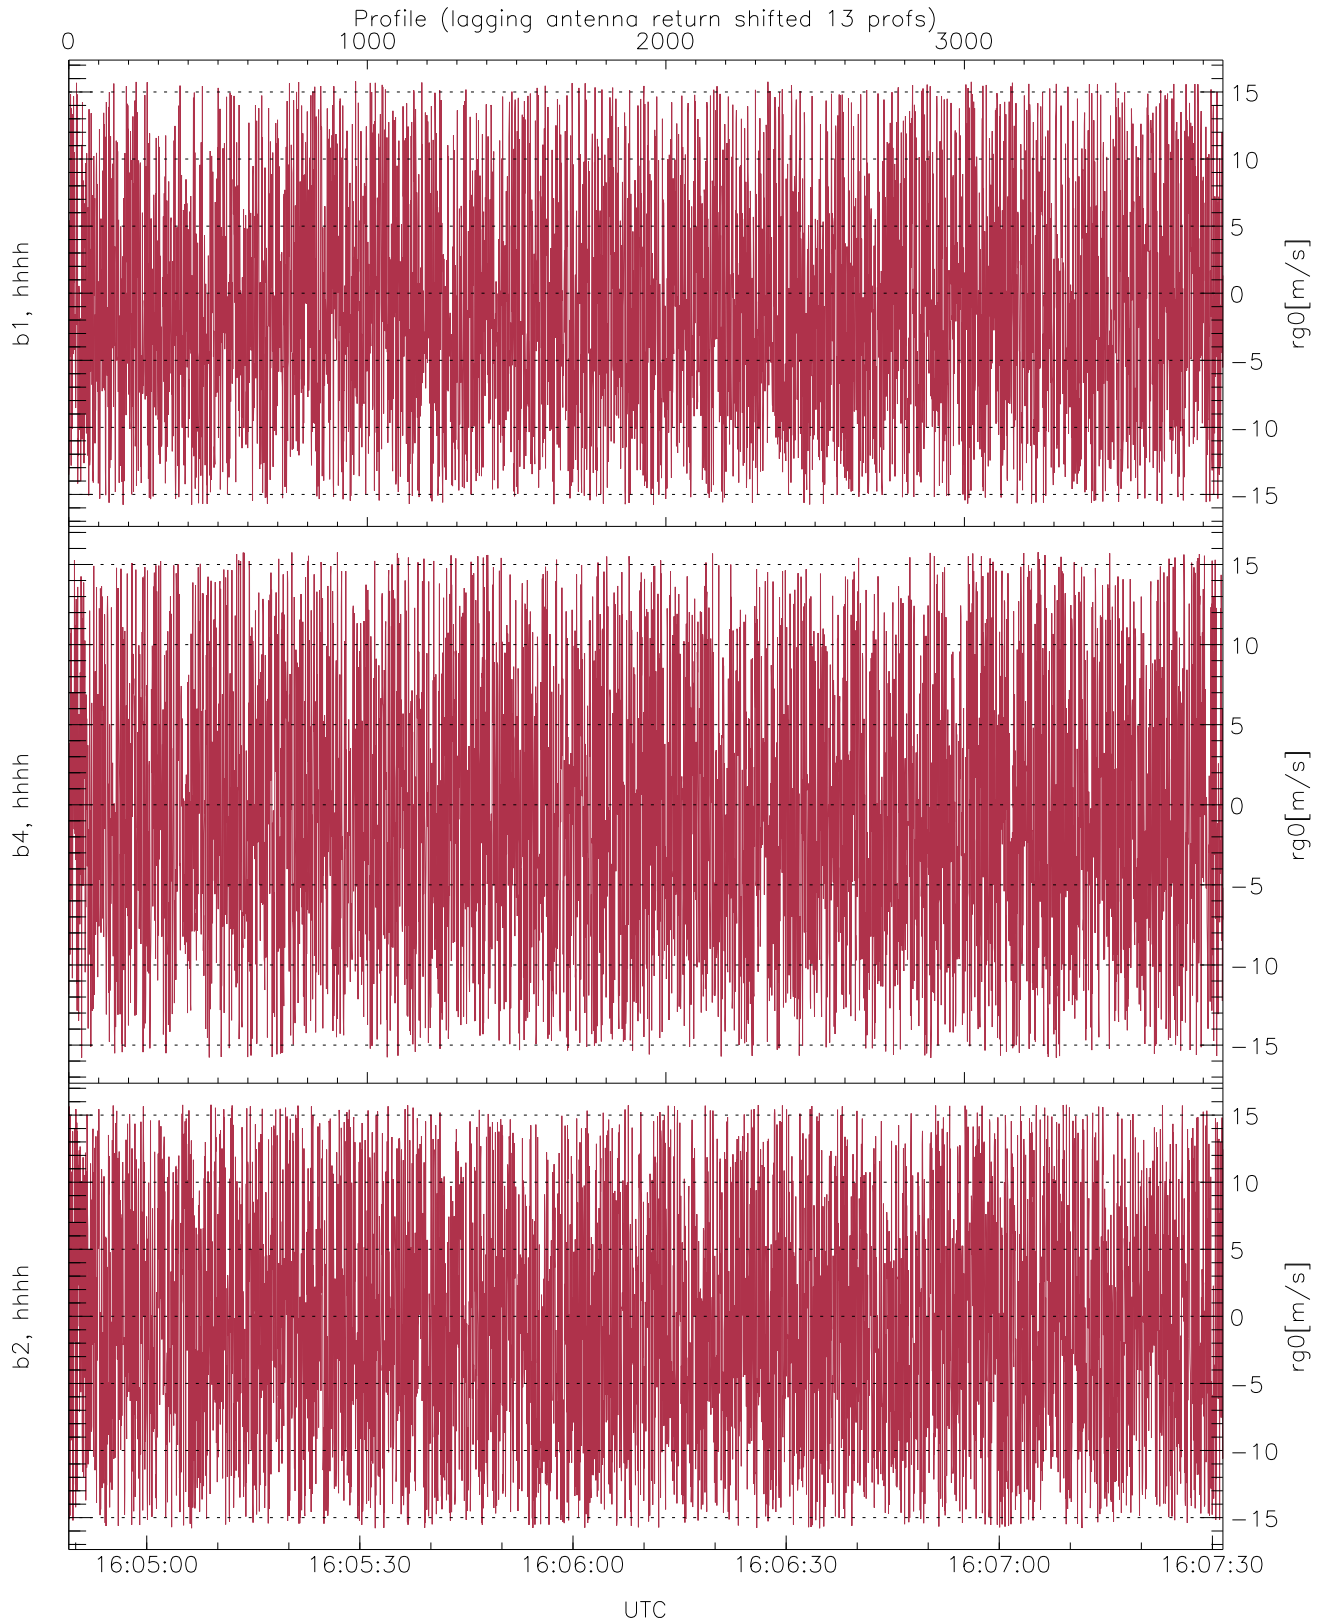 Profile (lagging antenna return shifted 13 profs)
0 1000 2000 3000
15
10
5
0
-5
-10
-15
b1, hhhh
rg0[m/s]
15
10
5
0
-5
-10
-15
b4, hhhh
rg0[m/s]
15
10
5
0
-5
-10
-15
b2, hhhh
rg0[m/s]
16:05:00 16:05:30 16:06:00 16:06:30 16:07:00 16:07:30
UTC